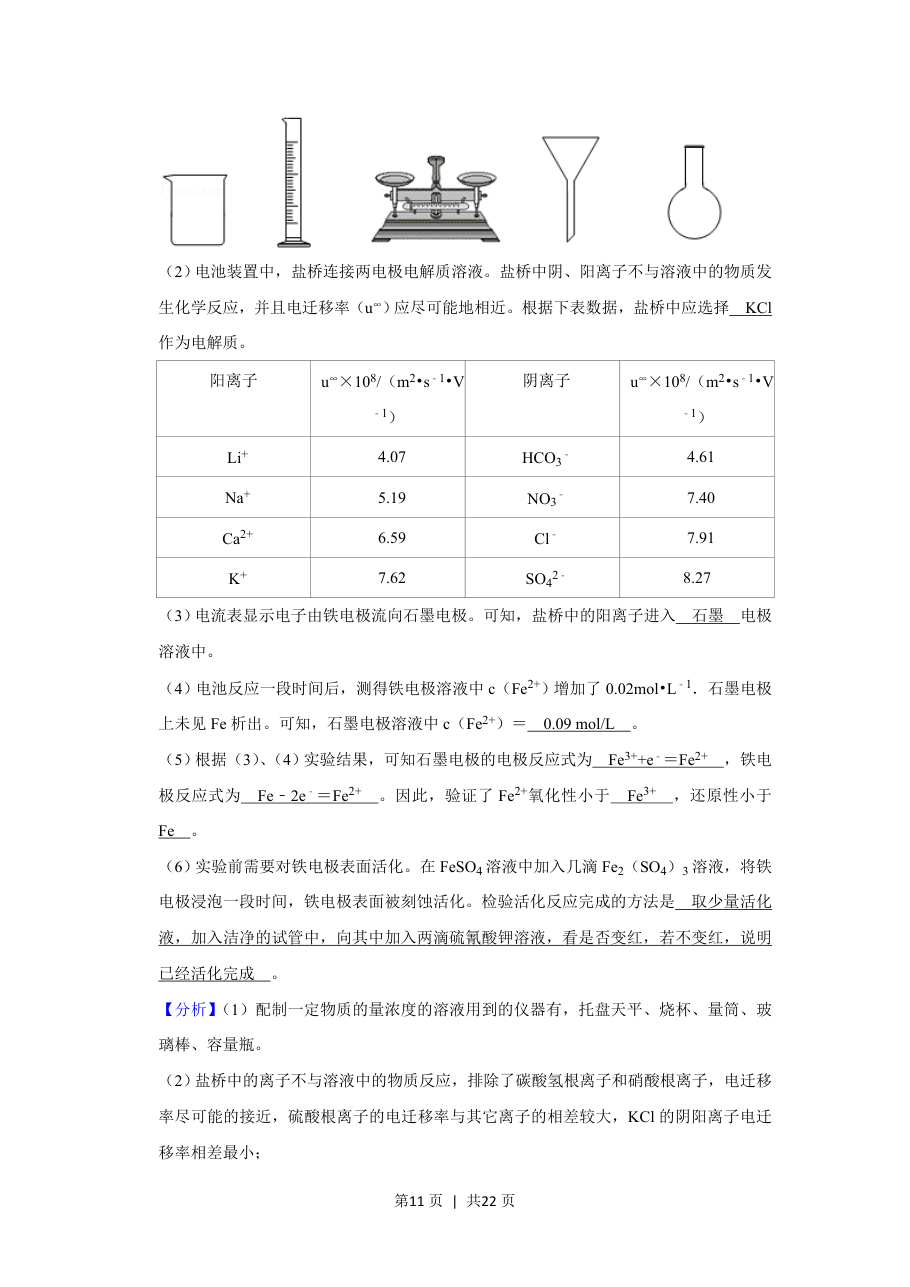 （2）电池装置中，盐桥连接两电极电解质溶液。盐桥中阴、阳离子不与溶液中的物质发
生化学反应，并且电迁移率（u∞）应尽可能地相近。根据下表数据，盐桥中应选择 KCl
作为电解质。
阳离子 u∞×10⁸/（m²•s﹣¹•V﹣¹） 阴离子 u∞×10⁸/（m²•s﹣¹•V﹣¹）
Li⁺ 4.07 HCO₃﹣ 4.61
Na⁺ 5.19 NO₃﹣ 7.40
Ca²⁺ 6.59 Cl﹣ 7.91
K⁺ 7.62 SO₄²﹣ 8.27
（3）电流表显示电子由铁电极流向石墨电极。可知，盐桥中的阳离子进入 石墨 电极
溶液中。
（4）电池反应一段时间后，测得铁电极溶液中 c（Fe²⁺）增加了 0.02mol•L﹣¹．石墨电极
上未见 Fe 析出。可知，石墨电极溶液中 c（Fe²⁺）＝ 0.09 mol/L 。
（5）根据（3）、（4）实验结果，可知石墨电极的电极反应式为 Fe³⁺+e﹣＝Fe²⁺ ，铁电
极反应式为 Fe﹣2e﹣＝Fe²⁺ 。因此，验证了 Fe²⁺氧化性小于 Fe³⁺ ，还原性小于
Fe 。
（6）实验前需要对铁电极表面活化。在 FeSO₄ 溶液中加入几滴 Fe₂（SO₄）₃ 溶液，将铁
电极浸泡一段时间，铁电极表面被刻蚀活化。检验活化反应完成的方法是 取少量活化
液，加入洁净的试管中，向其中加入两滴硫氰酸钾溶液，看是否变红，若不变红，说明
已经活化完成 。
【分析】（1）配制一定物质的量浓度的溶液用到的仪器有，托盘天平、烧杯、量筒、玻
璃棒、容量瓶。
（2）盐桥中的离子不与溶液中的物质反应，排除了碳酸氢根离子和硝酸根离子，电迁移
率尽可能的接近，硫酸根离子的电迁移率与其它离子的相差较大，KCl 的阴阳离子电迁
移率相差最小；
第11页 | 共22页